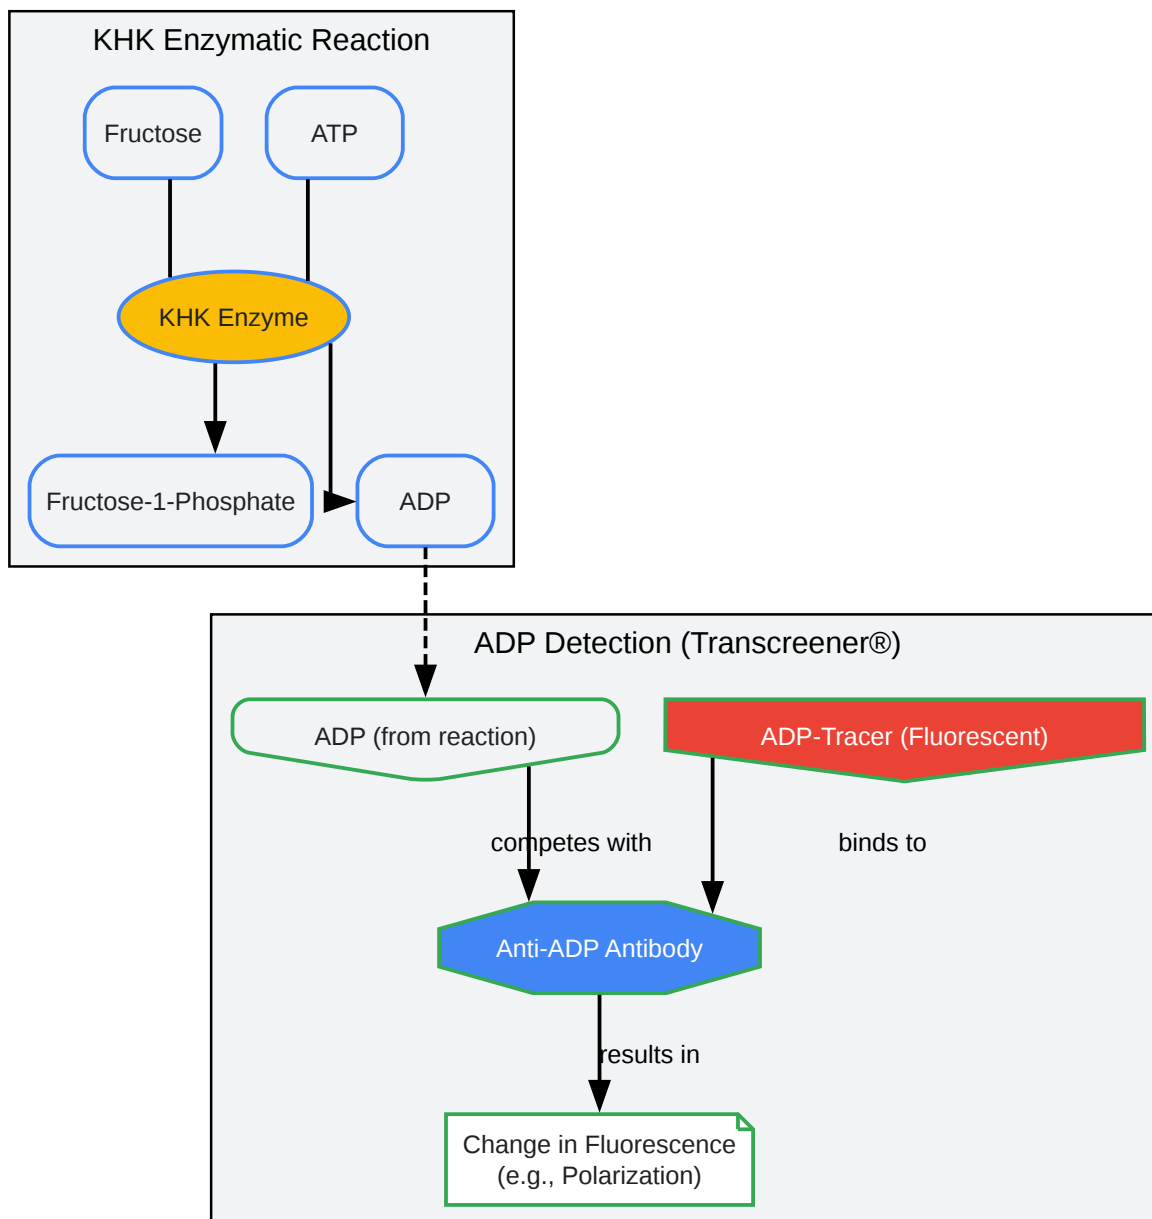 KHK Enzymatic Reaction
Fructose
ATP
KHK Enzyme
Fructose-1-Phosphate
ADP
ADP Detection (Transcreener®)
ADP (from reaction)
ADP-Tracer (Fluorescent)
competes with
binds to
Anti-ADP Antibody
results in
Change in Fluorescence
(e.g., Polarization)